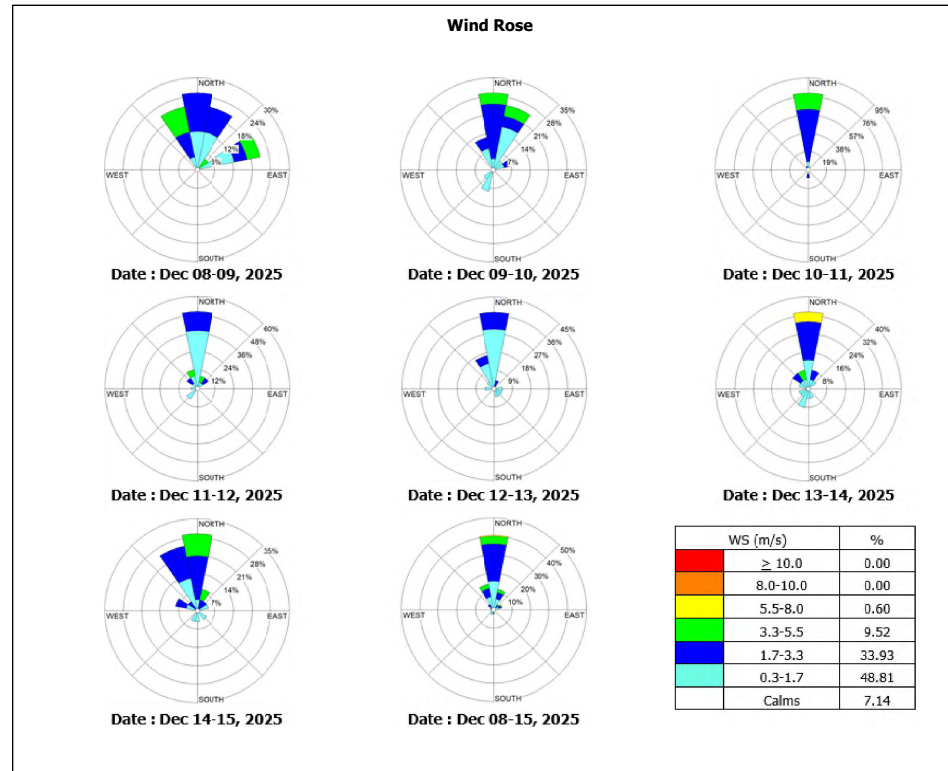 Wind Rose
NORTH
30%
24%
18%
12%
6%
WEST
EAST
SOUTH
Date : Dec 08-09, 2025
NORTH
35%
28%
21%
14%
7%
WEST
EAST
SOUTH
Date : Dec 09-10, 2025
NORTH
95%
76%
57%
38%
19%
WEST
EAST
SOUTH
Date : Dec 10-11, 2025
NORTH
60%
48%
36%
24%
12%
WEST
EAST
SOUTH
Date : Dec 11-12, 2025
NORTH
45%
36%
27%
18%
9%
WEST
EAST
SOUTH
Date : Dec 12-13, 2025
NORTH
40%
32%
24%
16%
8%
WEST
EAST
SOUTH
Date : Dec 13-14, 2025
NORTH
35%
28%
21%
14%
7%
WEST
EAST
SOUTH
Date : Dec 14-15, 2025
NORTH
50%
40%
30%
20%
10%
WEST
EAST
SOUTH
Date : Dec 08-15, 2025
WS (m/s) %
≥ 10.0 0.00
8.0-10.0 0.00
5.5-8.0 0.60
3.3-5.5 9.52
1.7-3.3 33.93
0.3-1.7 48.81
Calms 7.14